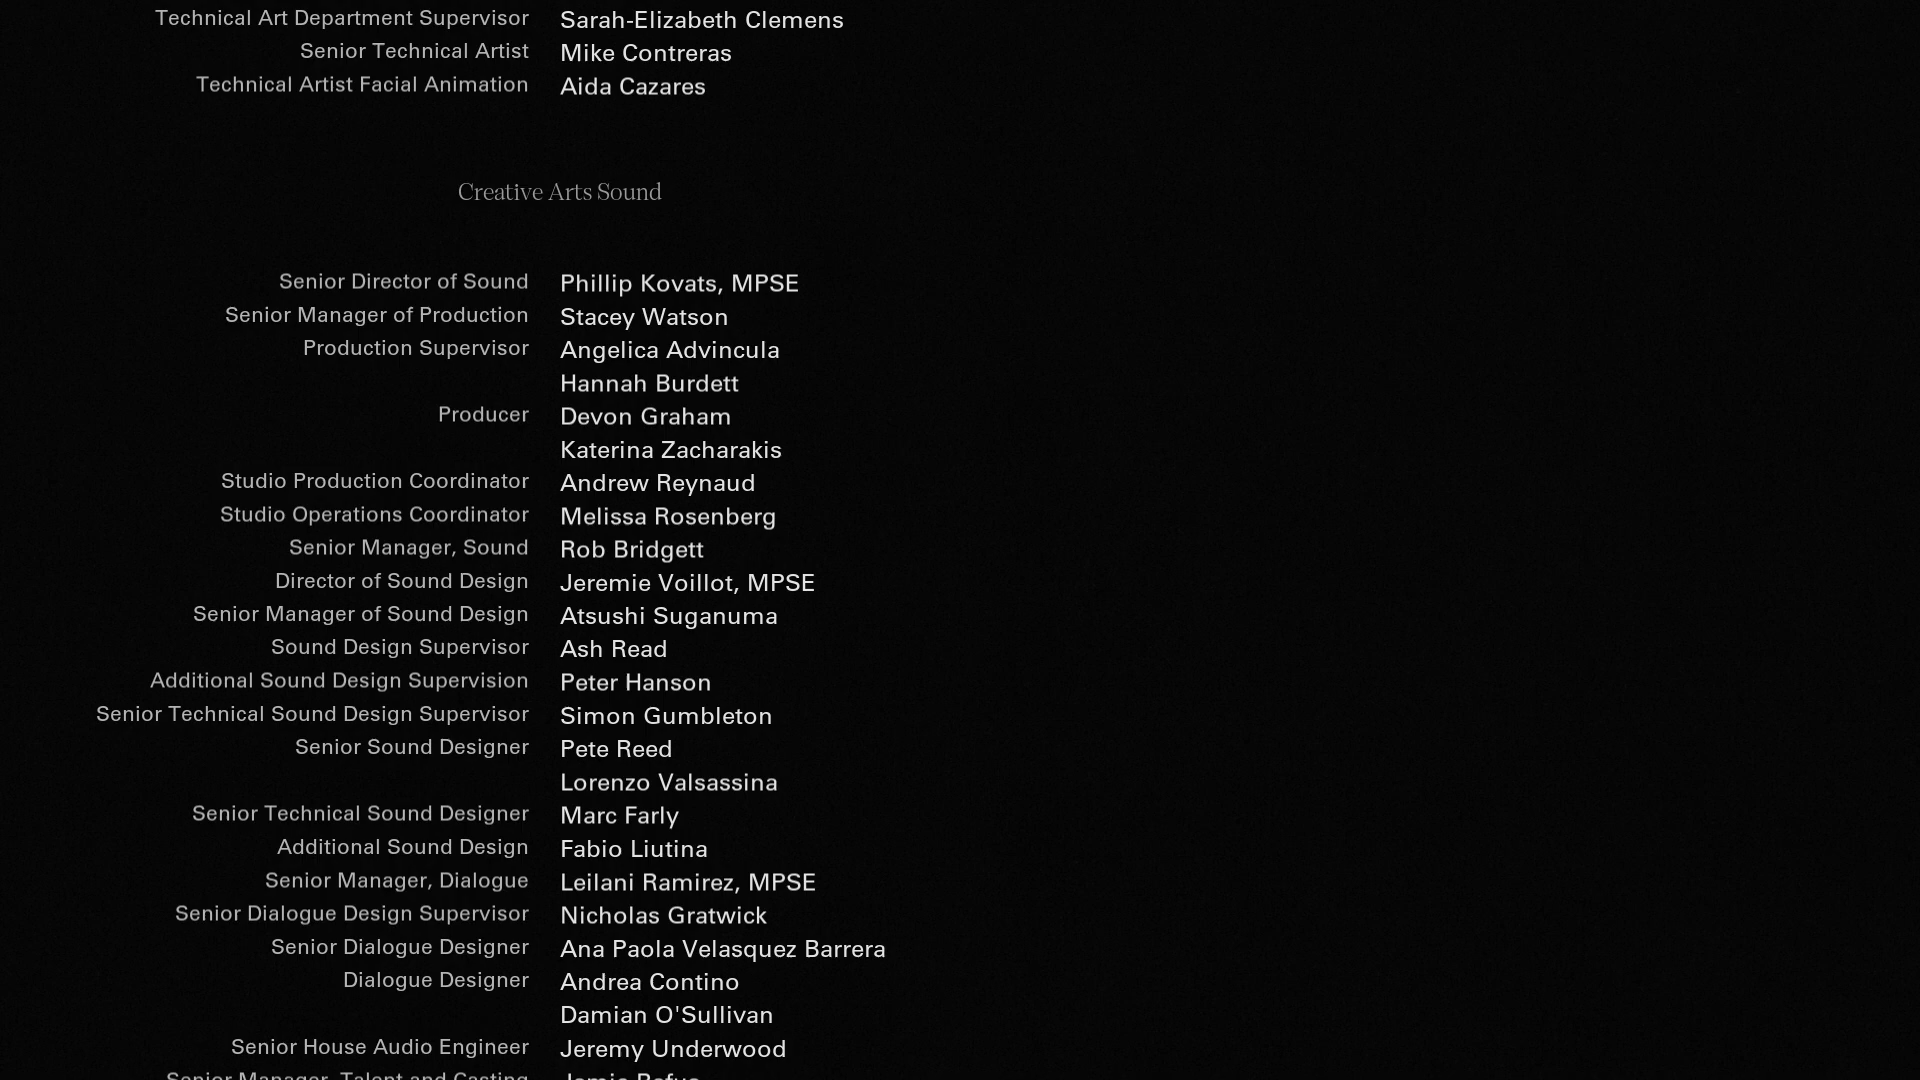 Technical Art Department Supervisor Sarah-Elizabeth Clemens
Senior Technical Artist Mike Contreras
Technical Artist Facial Animation Aida Cazares
Creative Arts Sound
Senior Director of Sound Phillip Kovats, MPSE
Senior Manager of Production Stacey Watson
Production Supervisor Angelica Advincula
Hannah Burdett
Producer Devon Graham
Katerina Zacharakis
Studio Production Coordinator Andrew Reynaud
Studio Operations Coordinator Melissa Rosenberg
Senior Manager, Sound Rob Bridgett
Director of Sound Design Jeremie Voillot, MPSE
Senior Manager of Sound Design Atsushi Suganuma
Sound Design Supervisor Ash Read
Additional Sound Design Supervision Peter Hanson
Senior Technical Sound Design Supervisor Simon Gumbleton
Senior Sound Designer Pete Reed
Lorenzo Valsassina
Senior Technical Sound Designer Marc Farly
Additional Sound Design Fabio Liutina
Senior Manager, Dialogue Leilani Ramirez, MPSE
Senior Dialogue Design Supervisor Nicholas Gratwick
Senior Dialogue Designer Ana Paola Velasquez Barrera
Dialogue Designer Andrea Contino
Damian O'Sullivan
Senior House Audio Engineer Jeremy Underwood
Senior Manager, Talent and Casting